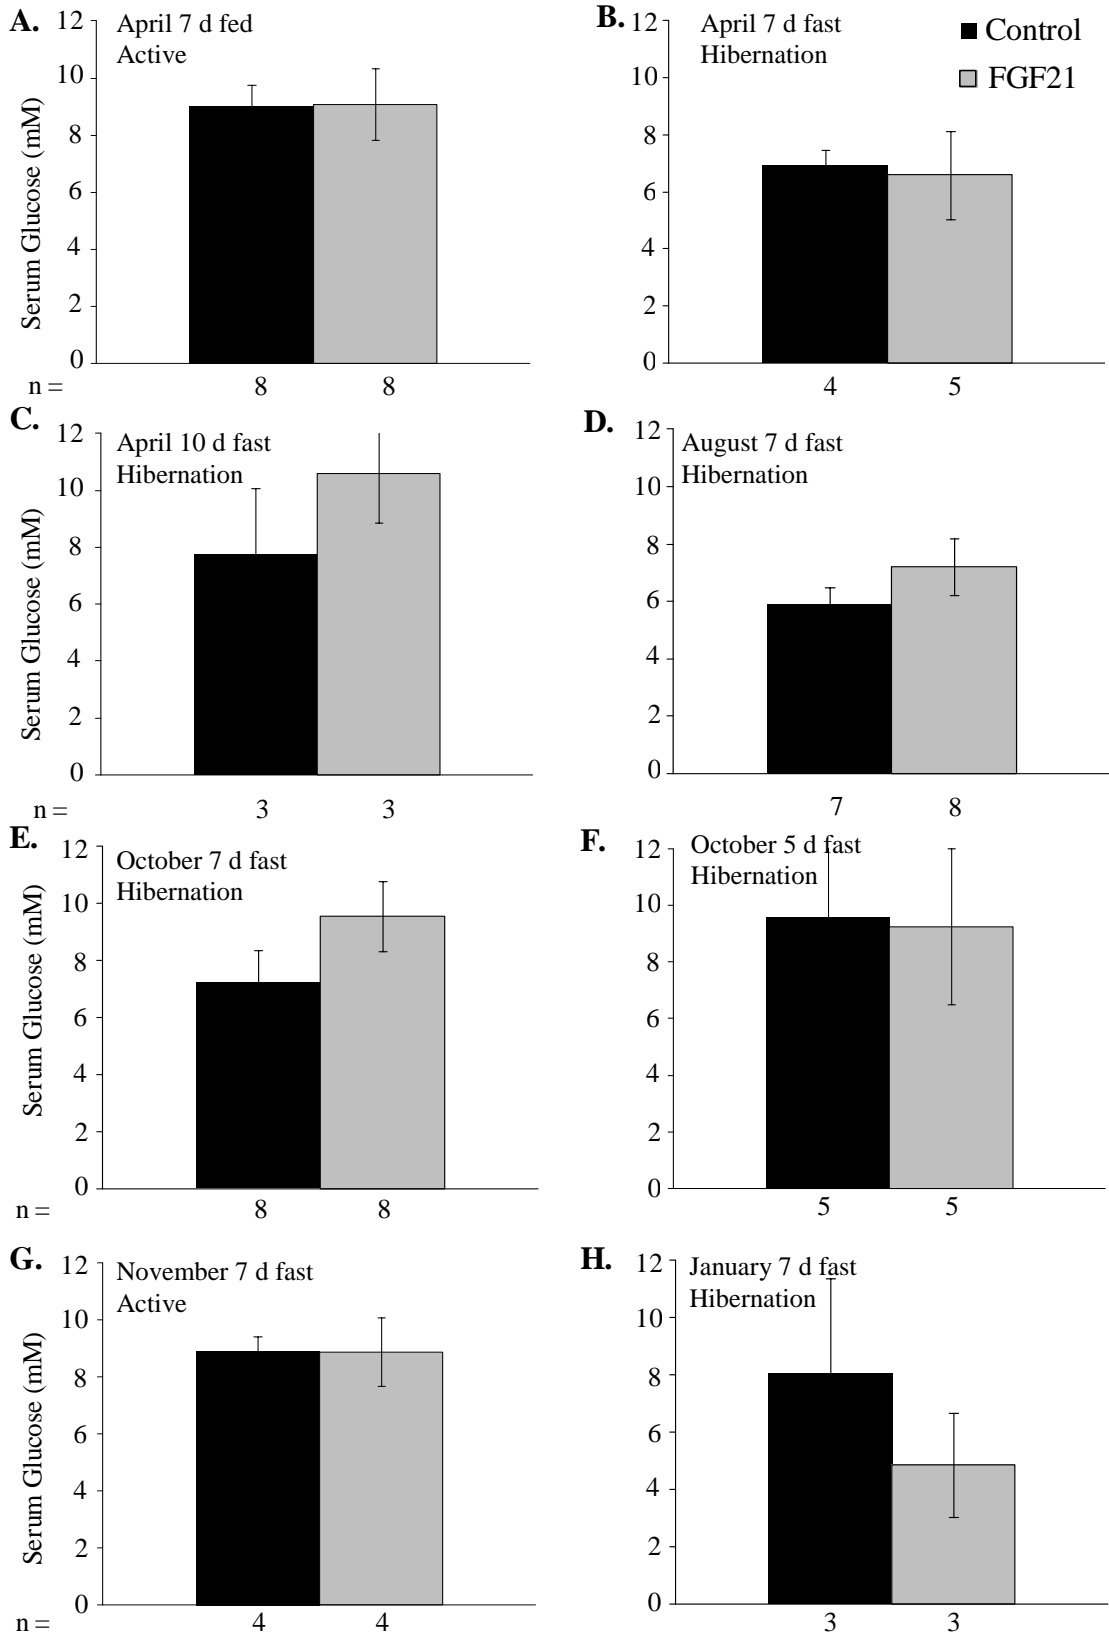 A.
April 7 d fed
Active
Serum Glucose (mM)
12
10
8
6
4
2
0
n =
8
8
B.
April 7 d fast
Hibernation
Control
FGF21
12
10
8
6
4
2
0
4
5
C.
April 10 d fast
Hibernation
Serum Glucose (mM)
12
10
8
6
4
2
0
n =
3
3
D.
August 7 d fast
Hibernation
12
10
8
6
4
2
0
7
8
E.
October 7 d fast
Hibernation
Serum Glucose (mM)
12
10
8
6
4
2
0
n =
8
8
F.
October 5 d fast
Hibernation
12
10
8
6
4
2
0
5
5
G.
November 7 d fast
Active
Serum Glucose (mM)
12
10
8
6
4
2
0
n =
4
4
H.
January 7 d fast
Hibernation
12
10
8
6
4
2
0
3
3